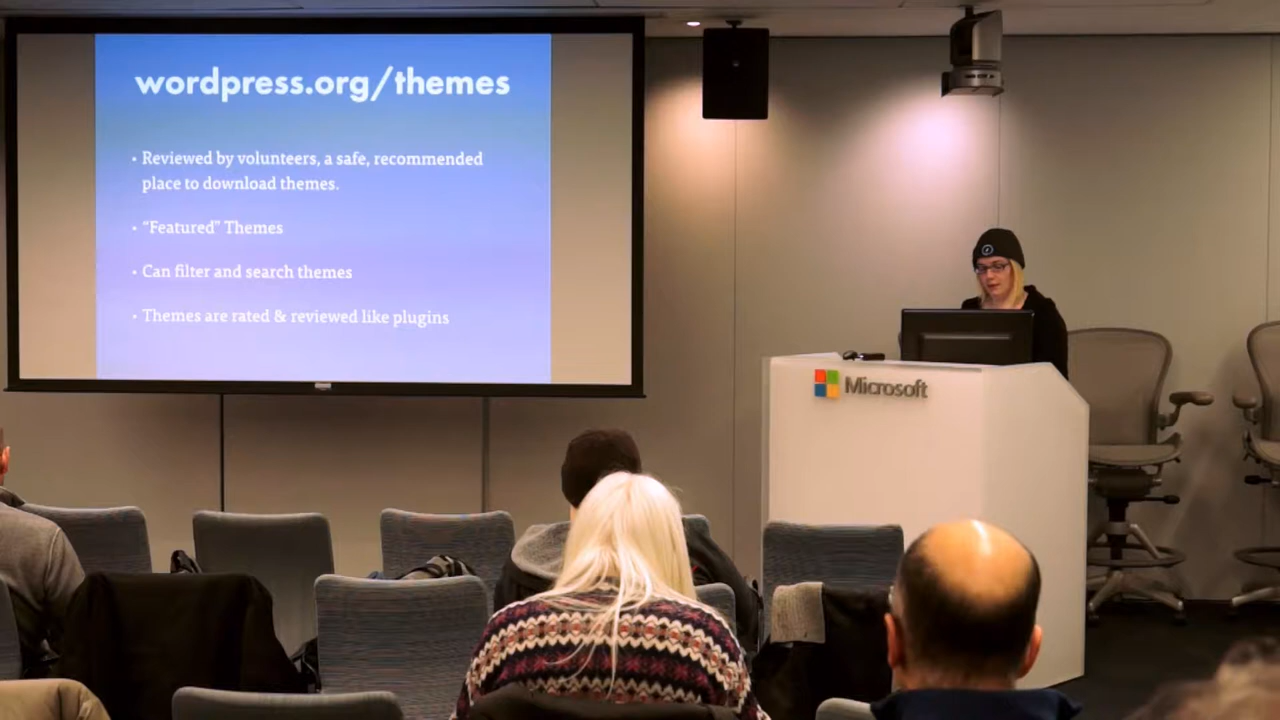 wordpress.org/themes
• Reviewed by volunteers, a safe, recommended
place to download themes.
• “Featured” Themes
• Can filter and search themes
• Themes are rated & reviewed like plugins
Microsoft